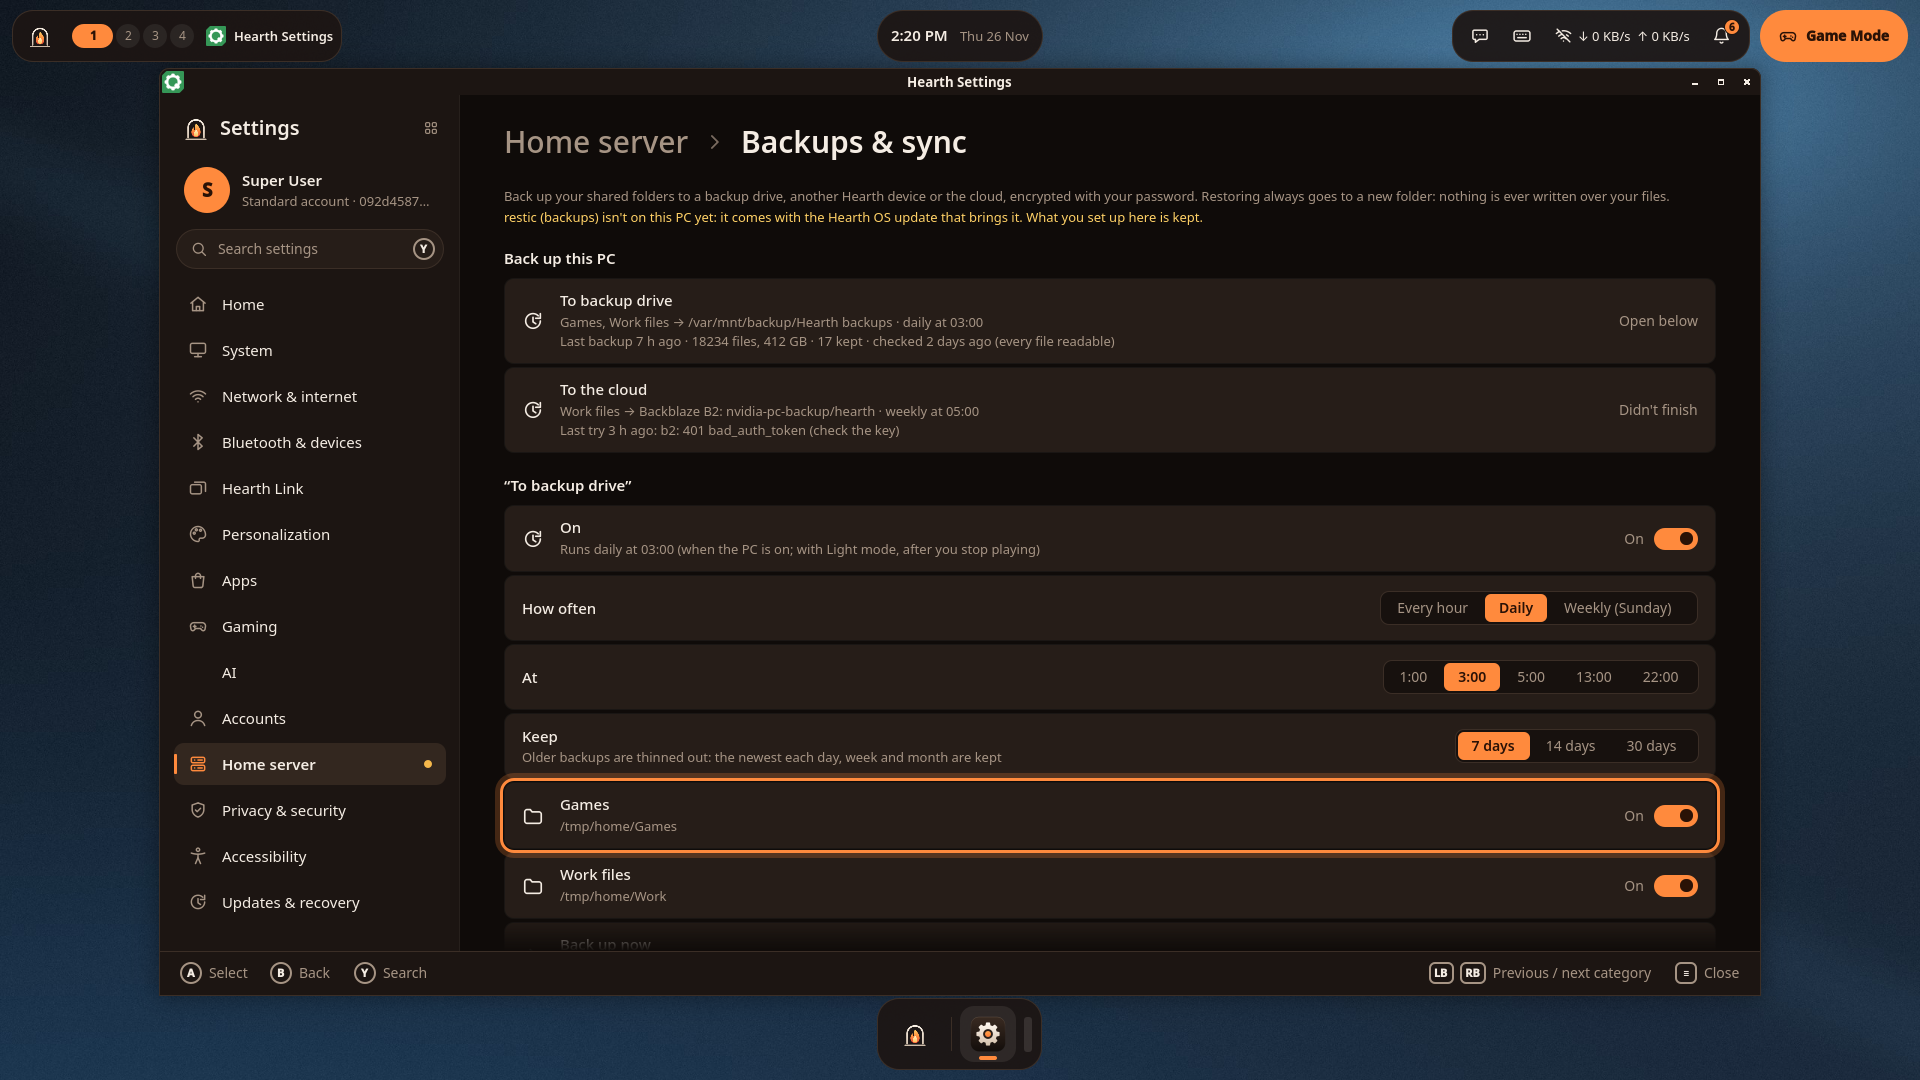 1 2 3 4 Hearth Settings
2:20 PM Thu 26 Nov
↓ 0 KB/s ↑ 0 KB/s 6 Game Mode
Hearth Settings
Settings
S
Super User
Standard account · 092d4587...
Search settings Y
Home
System
Network & internet
Bluetooth & devices
Hearth Link
Personalization
Apps
Gaming
AI
Accounts
Home server
Privacy & security
Accessibility
Updates & recovery
Home server > Backups & sync
Back up your shared folders to a backup drive, another Hearth device or the cloud, encrypted with your password. Restoring always goes to a new folder: nothing is ever written over your files.
restic (backups) isn't on this PC yet: it comes with the Hearth OS update that brings it. What you set up here is kept.
Back up this PC
To backup drive
Games, Work files → /var/mnt/backup/Hearth backups · daily at 03:00
Last backup 7 h ago · 18234 files, 412 GB · 17 kept · checked 2 days ago (every file readable)
Open below
To the cloud
Work files → Backblaze B2: nvidia-pc-backup/hearth · weekly at 05:00
Last try 3 h ago: b2: 401 bad_auth_token (check the key)
Didn't finish
“To backup drive”
On
Runs daily at 03:00 (when the PC is on; with Light mode, after you stop playing)
On
How often
Every hour Daily Weekly (Sunday)
At
1:00 3:00 5:00 13:00 22:00
Keep
Older backups are thinned out: the newest each day, week and month are kept
7 days 14 days 30 days
Games
/tmp/home/Games
On
Work files
/tmp/home/Work
On
Back up now
A Select B Back Y Search
LB RB Previous / next category ≡ Close